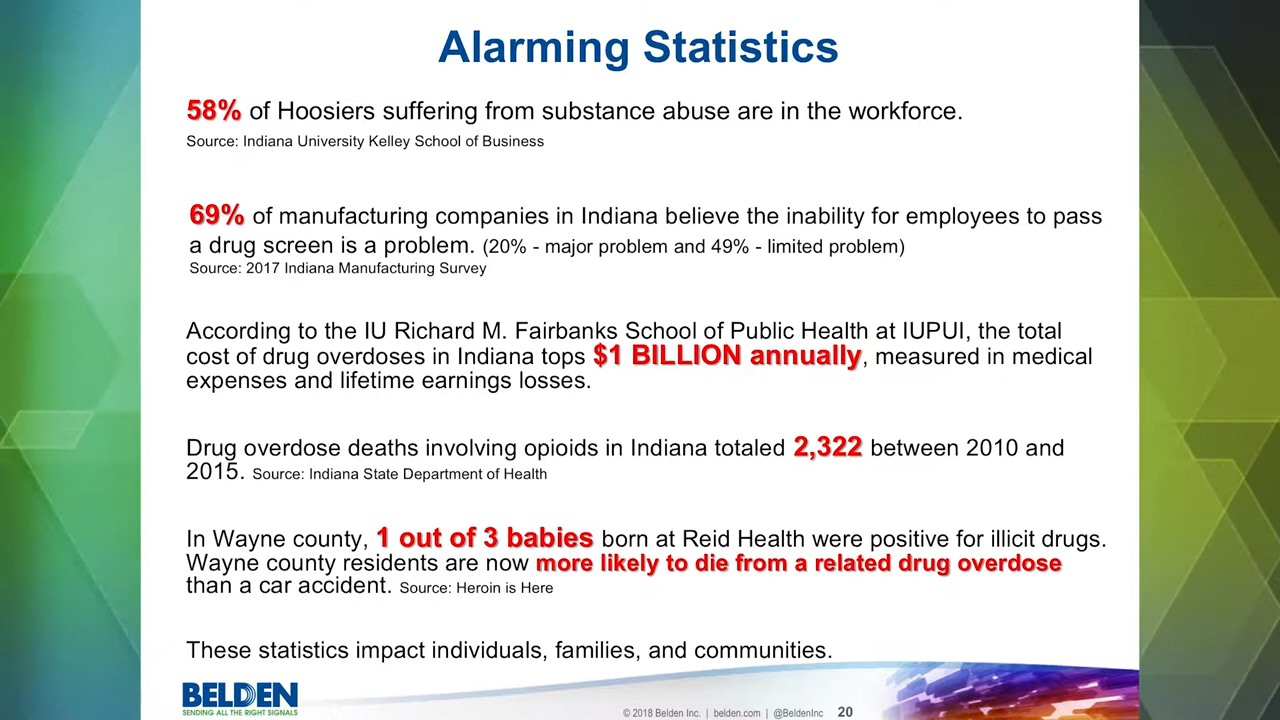 Alarming Statistics
58% of Hoosiers suffering from substance abuse are in the workforce.
Source: Indiana University Kelley School of Business
69% of manufacturing companies in Indiana believe the inability for employees to pass
a drug screen is a problem. (20% - major problem and 49% - limited problem)
Source: 2017 Indiana Manufacturing Survey
According to the IU Richard M. Fairbanks School of Public Health at IUPUI, the total
cost of drug overdoses in Indiana tops $1 BILLION annually, measured in medical
expenses and lifetime earnings losses.
Drug overdose deaths involving opioids in Indiana totaled 2,322 between 2010 and
2015. Source: Indiana State Department of Health
In Wayne county, 1 out of 3 babies born at Reid Health were positive for illicit drugs.
Wayne county residents are now more likely to die from a related drug overdose
than a car accident. Source: Heroin is Here
These statistics impact individuals, families, and communities.
BELDEN
SENDING ALL THE RIGHT SIGNALS
© 2018 Belden Inc. | belden.com | @BeldenInc 20